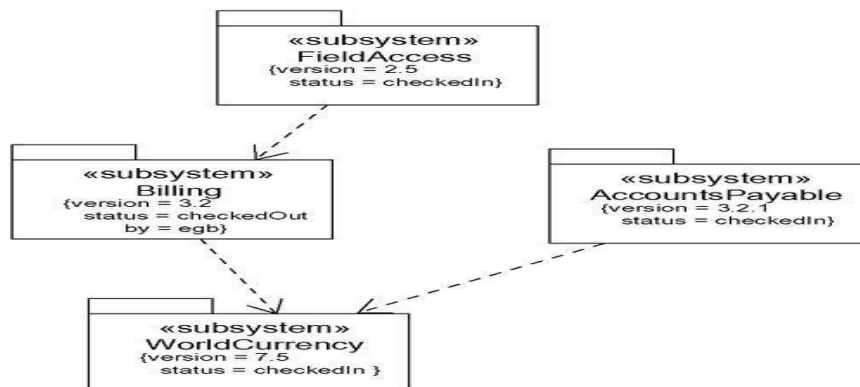 «subsystem»
FieldAccess
{version = 2.5
status = checkedIn}
«subsystem»
Billing
{version = 3.2
status = checkedOut
by = egb}
«subsystem»
AccountsPayable
{version = 3.2.1
status = checkedIn}
«subsystem»
WorldCurrency
{version = 7.5
status = checkedIn }